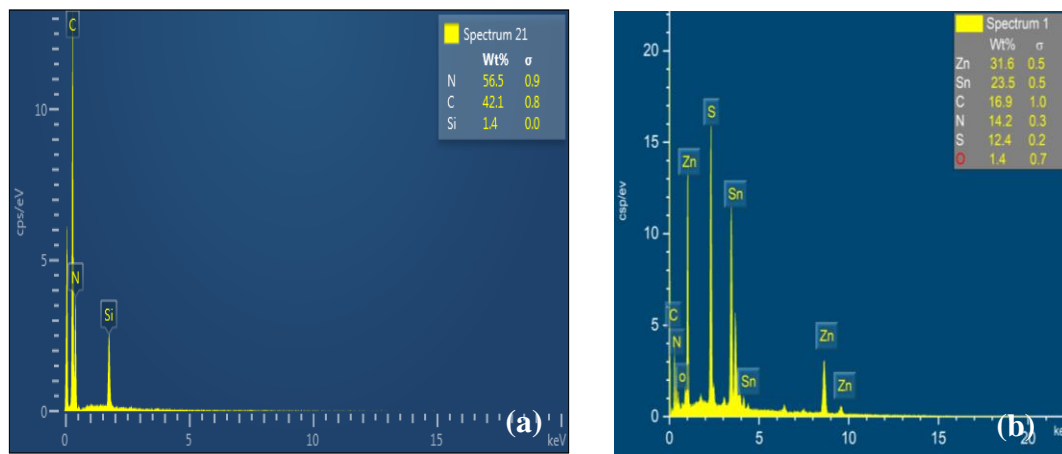 C
Spectrum 21
Wt% σ
N 56.5 0.9
C 42.1 0.8
Si 1.4 0.0
10
cps/eV
5
N
Si
0
0 5 10 15 keV
(a)
Spectrum 1
Wt% σ
Zn 31.6 0.5
Sn 23.5 0.5
C 16.9 1.0
N 14.2 0.3
S 12.4 0.2
O 1.4 0.7
20
15
S
Zn
csp/ev
10
Sn
5
C
N
o
Sn
Zn
Zn
0
0 5 10 15 20 ke
(b)